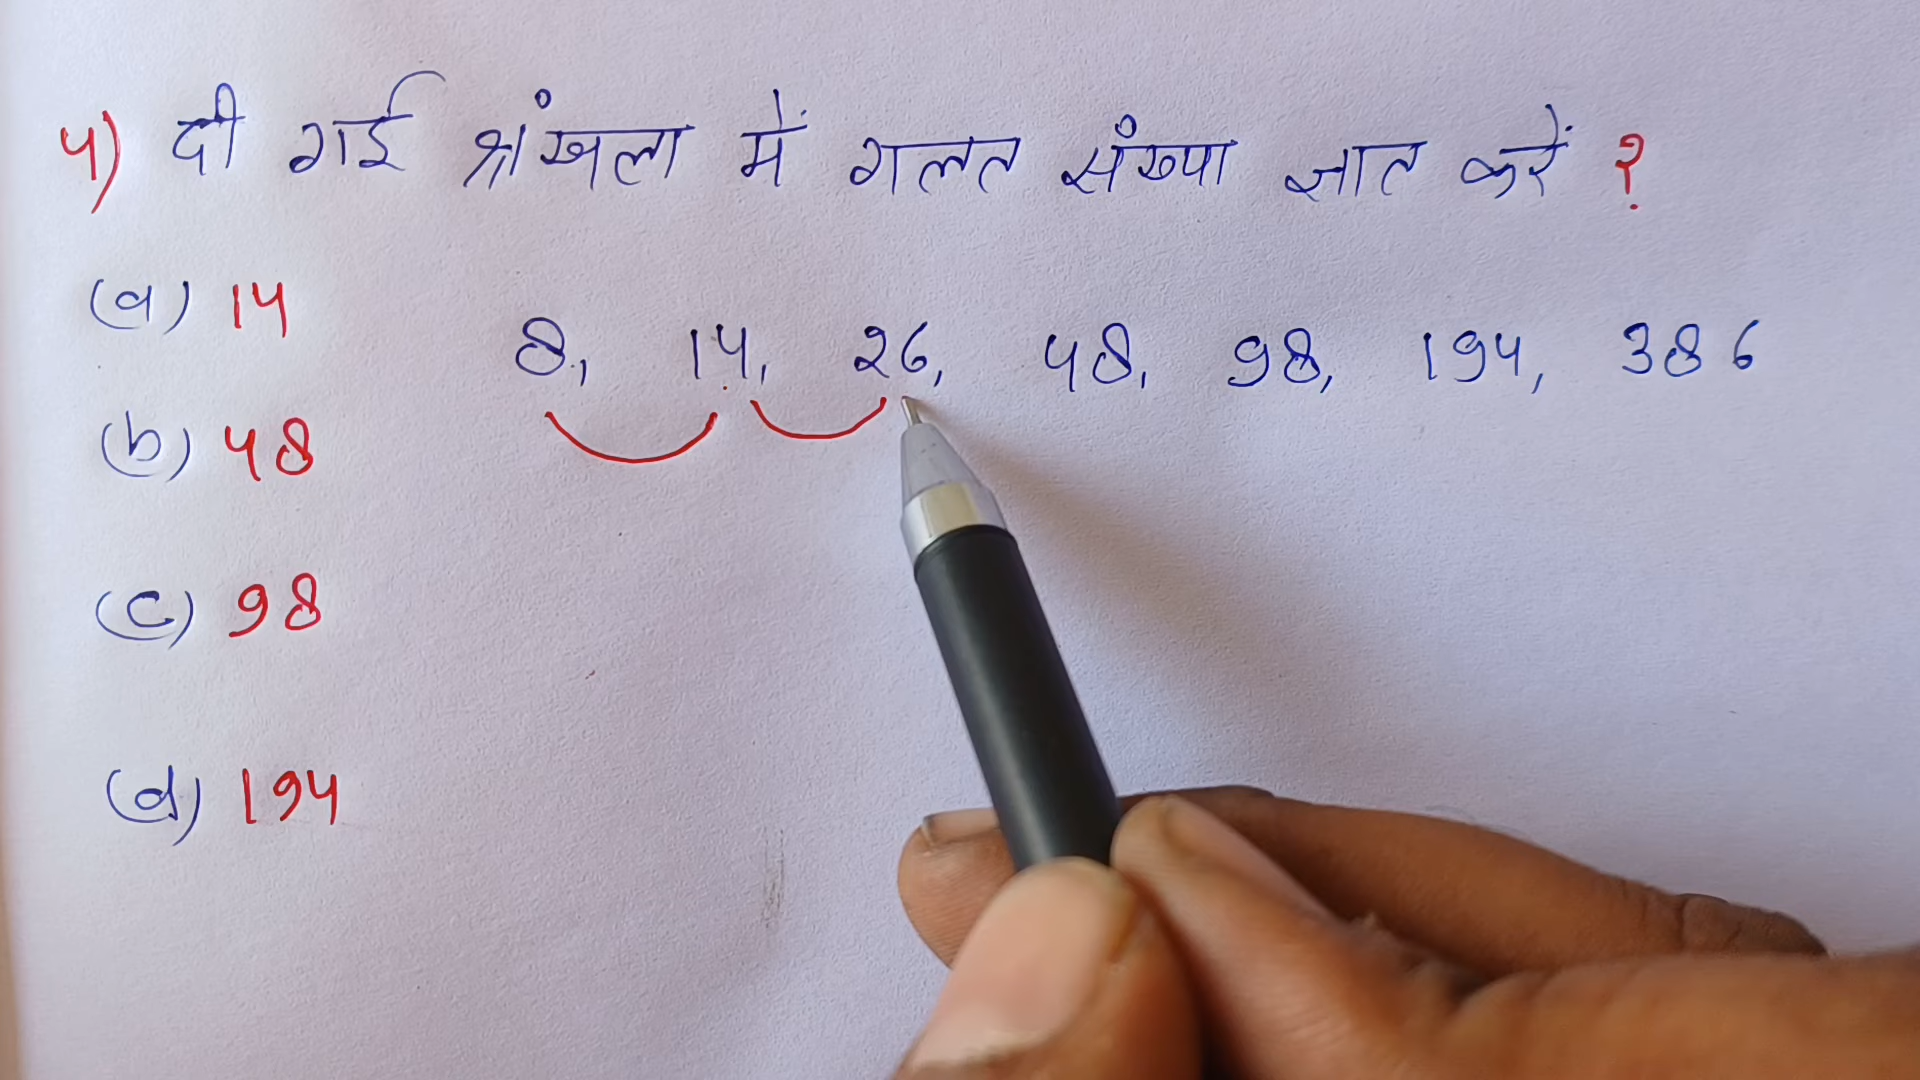 4) दी गई श्रंखला में गलत संख्या ज्ञात करें ?
(a) 14
8, 14, 26, 48, 98, 194, 386
(b) 48
(c) 98
(d) 194